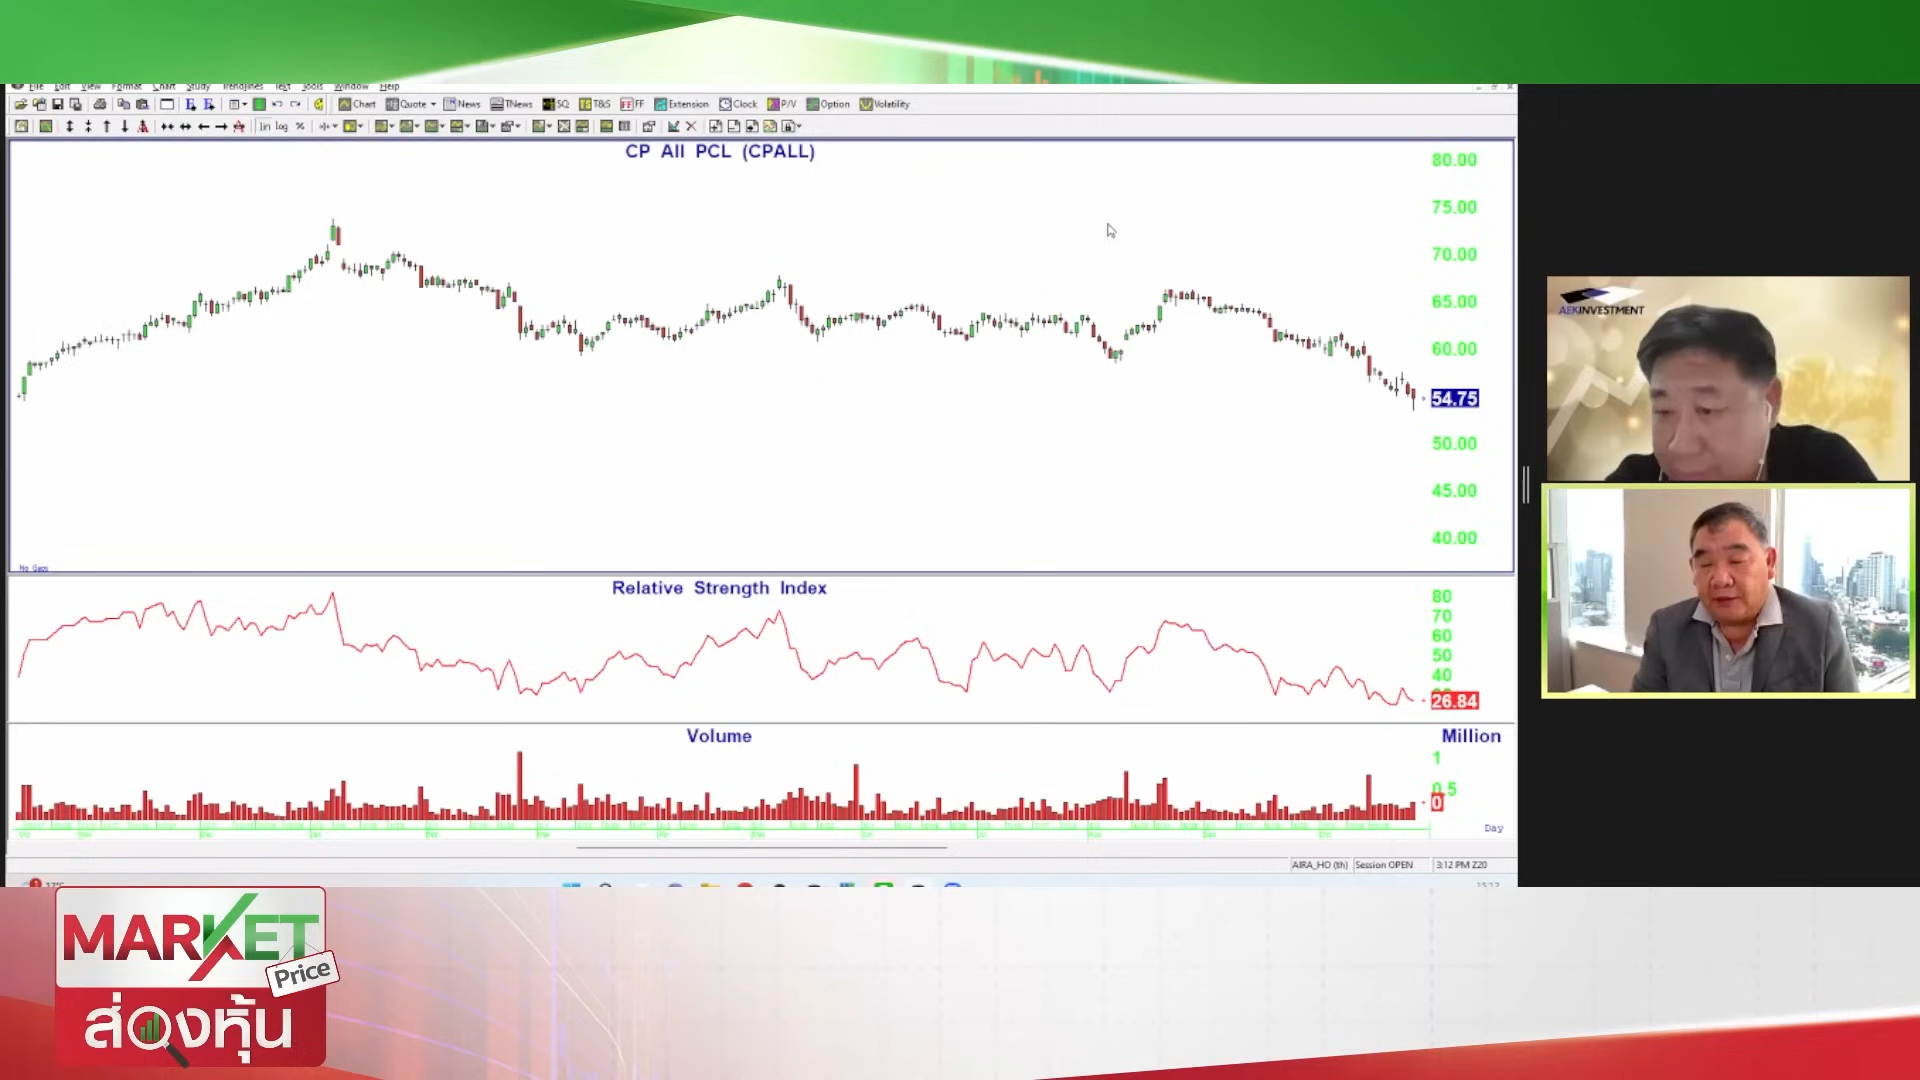 File Edit View Format Chart Study Trendlines Text Tools Window Help
Chart Quote News TNews SQ T&S FF Extension Clock P/V Option Volatility
lin log %
CP All PCL (CPALL)
80.00
75.00
70.00
65.00
60.00
54.75
50.00
45.00
40.00
No Gaps
Relative Strength Index
80
70
60
50
40
26.84
Volume
Million
1
0.5
0
Day
AIRA_HO (th) Session OPEN 3:12 PM Z20
AEKINVESTMENT
MARKET
Price
ส่องหุ้น